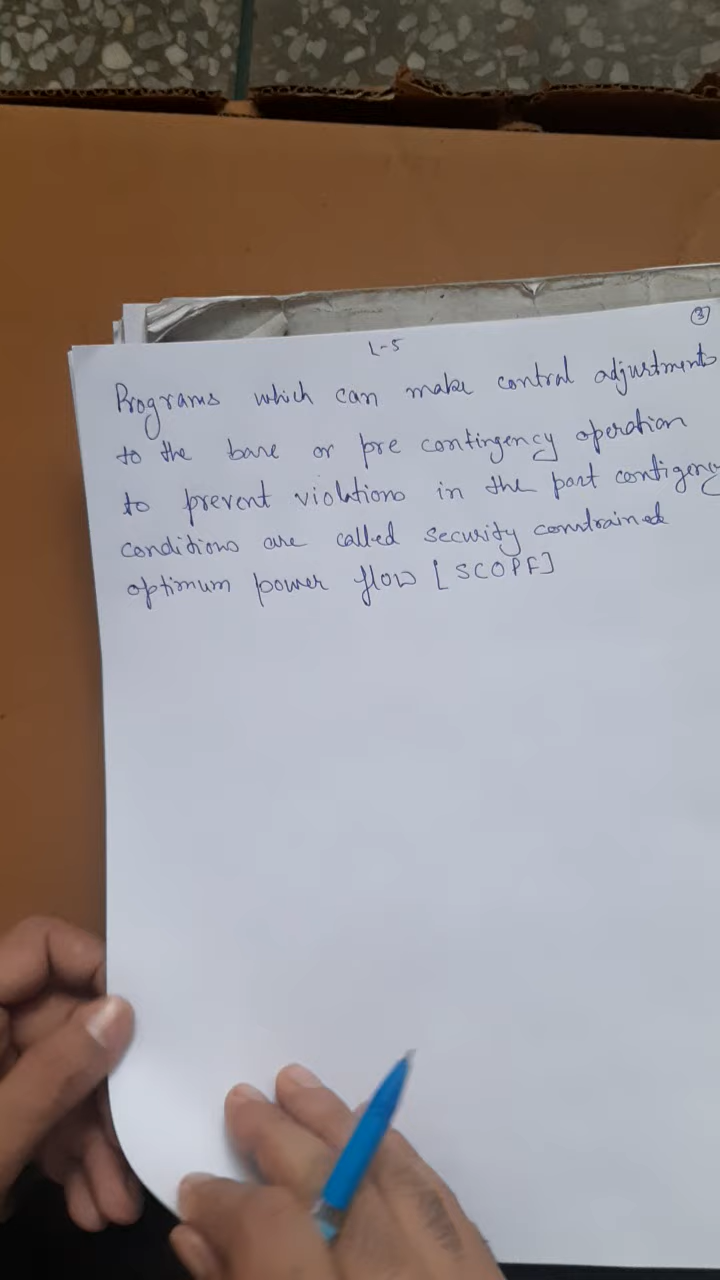 ③
L-5
Programs which can make control adjustments
to the base or pre contingency operation
to prevent violations in the post contigency
conditions are called security constrained
optimum power flow [SCOPF]